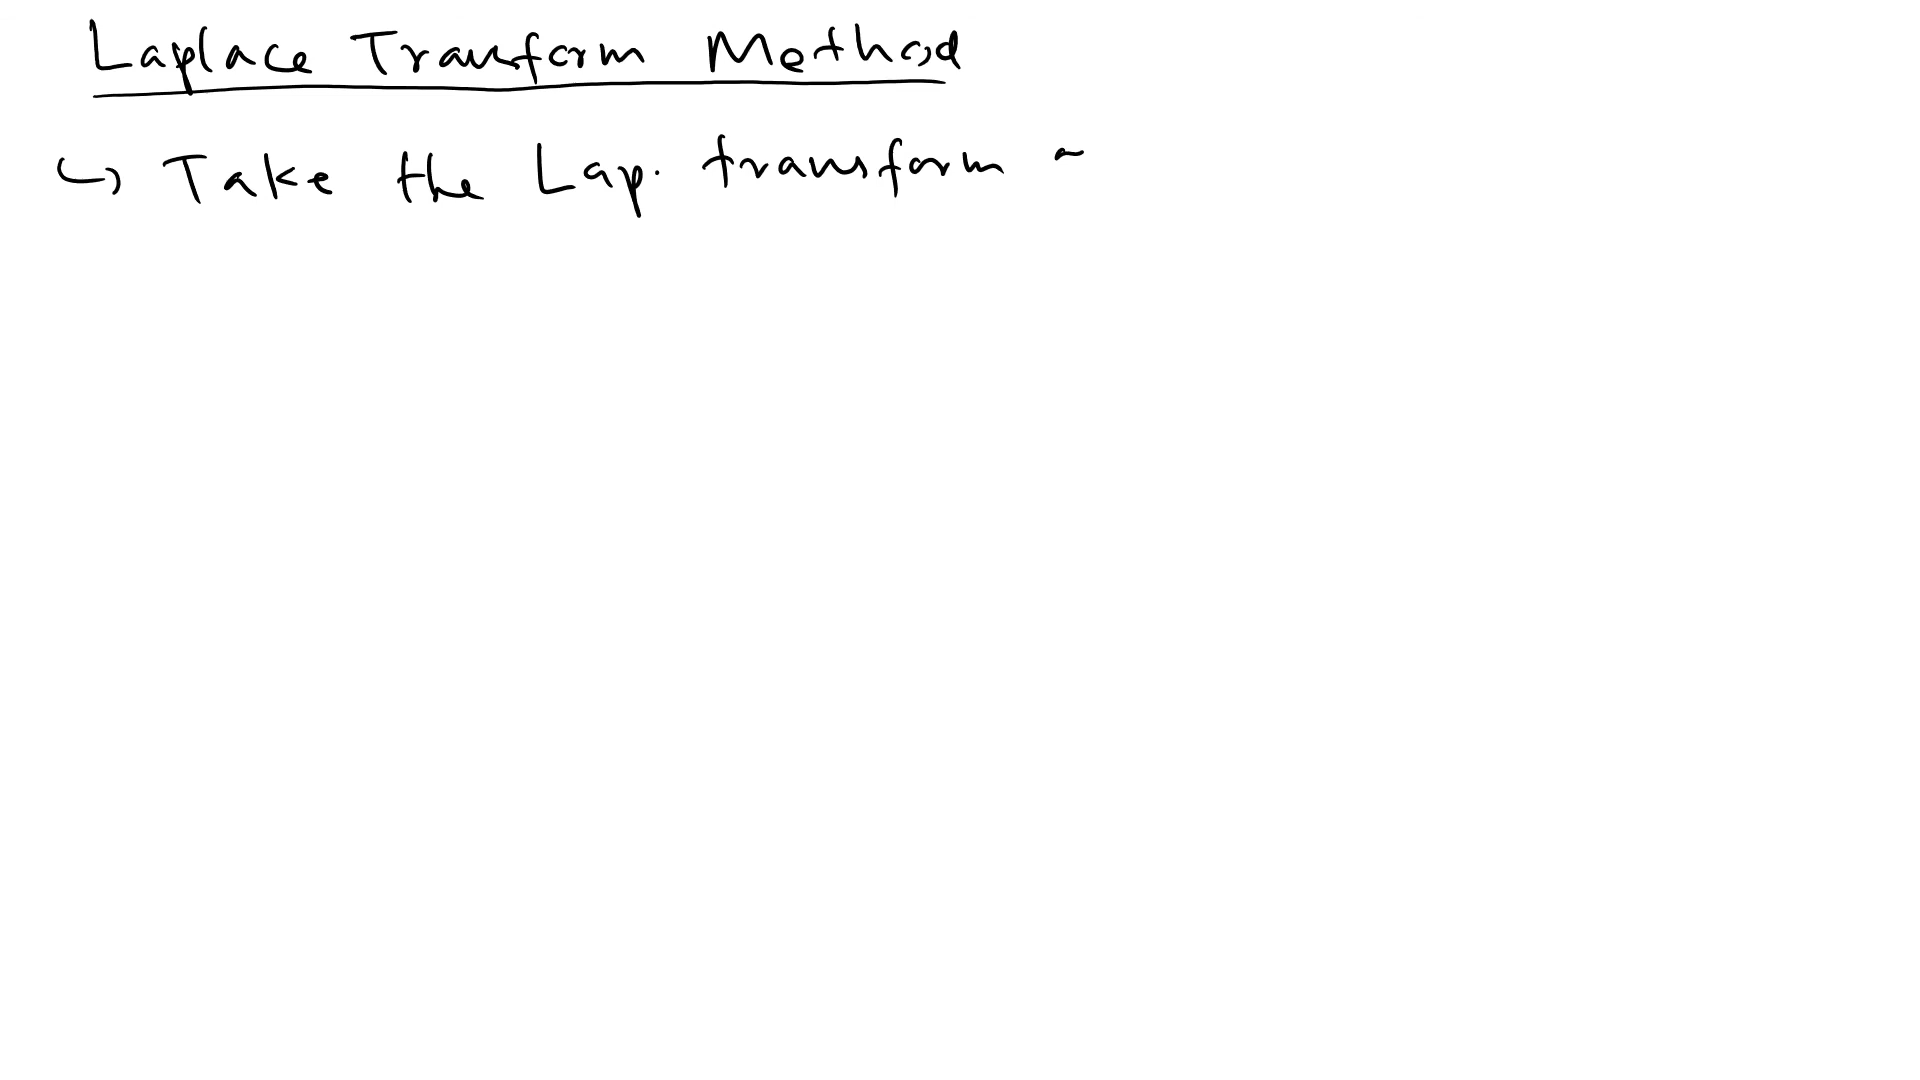 Laplace Transform Method
↪ Take the Lap. transform